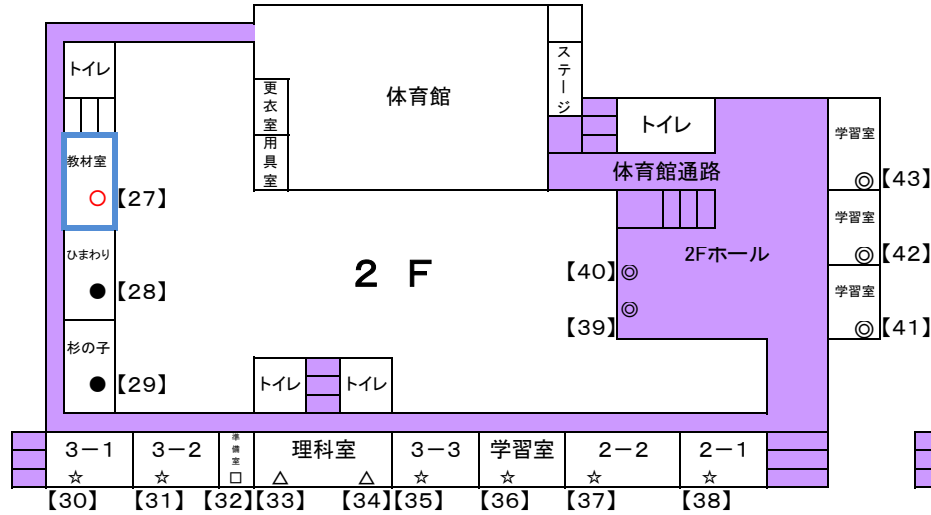 トイレ
ステージ
体育館
更衣室
用具室
トイレ
学習室
◎【43】
体育館通路
教材室
○【27】
学習室
◎【42】
2Fホール
ひまわり
●【28】
2 F
【40】◎
【39】◎
学習室
◎【41】
杉の子
●【29】
トイレ
トイレ
3-1
3-2
準備室
理科室
3-3
学習室
2-2
2-1
☆ ☆ □ △ △ ☆ ☆ ☆ ☆
【30】 【31】 【32】【33】 【34】【35】 【36】 【37】 【38】